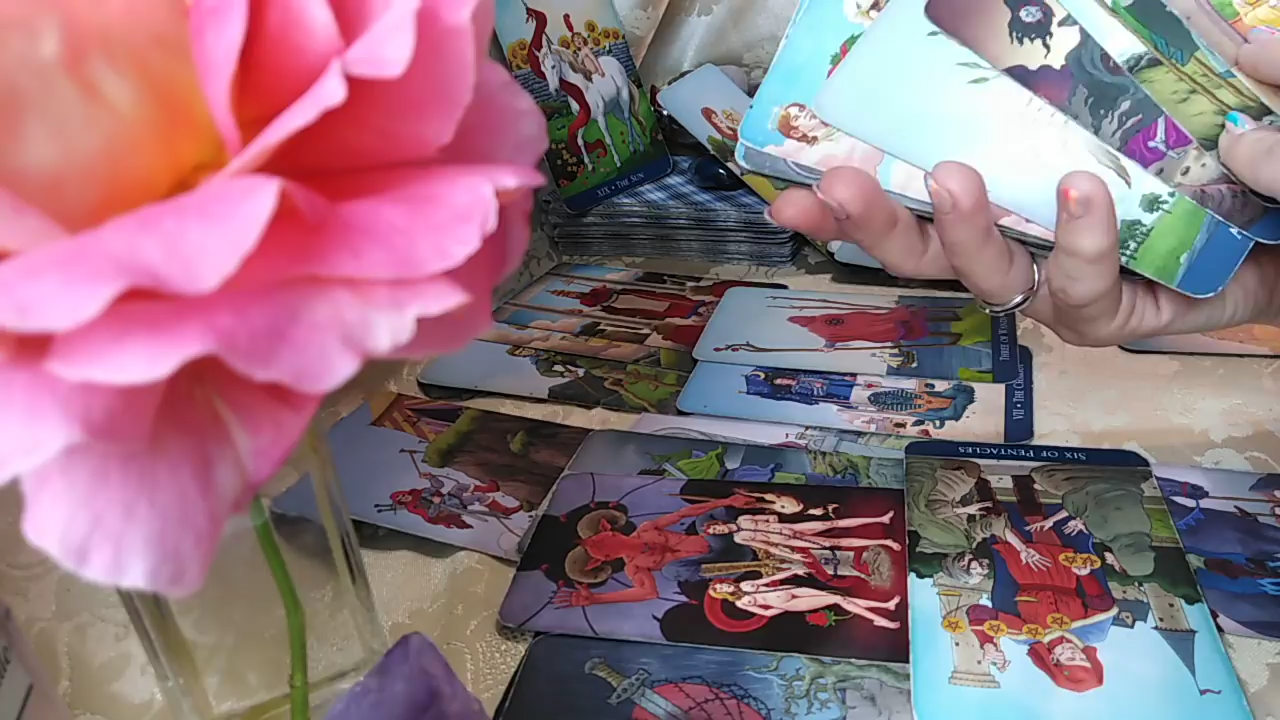 XIX • THE SUN
THREE OF WANDS
VII • THE CHARIOT
SIX OF PENTACLES